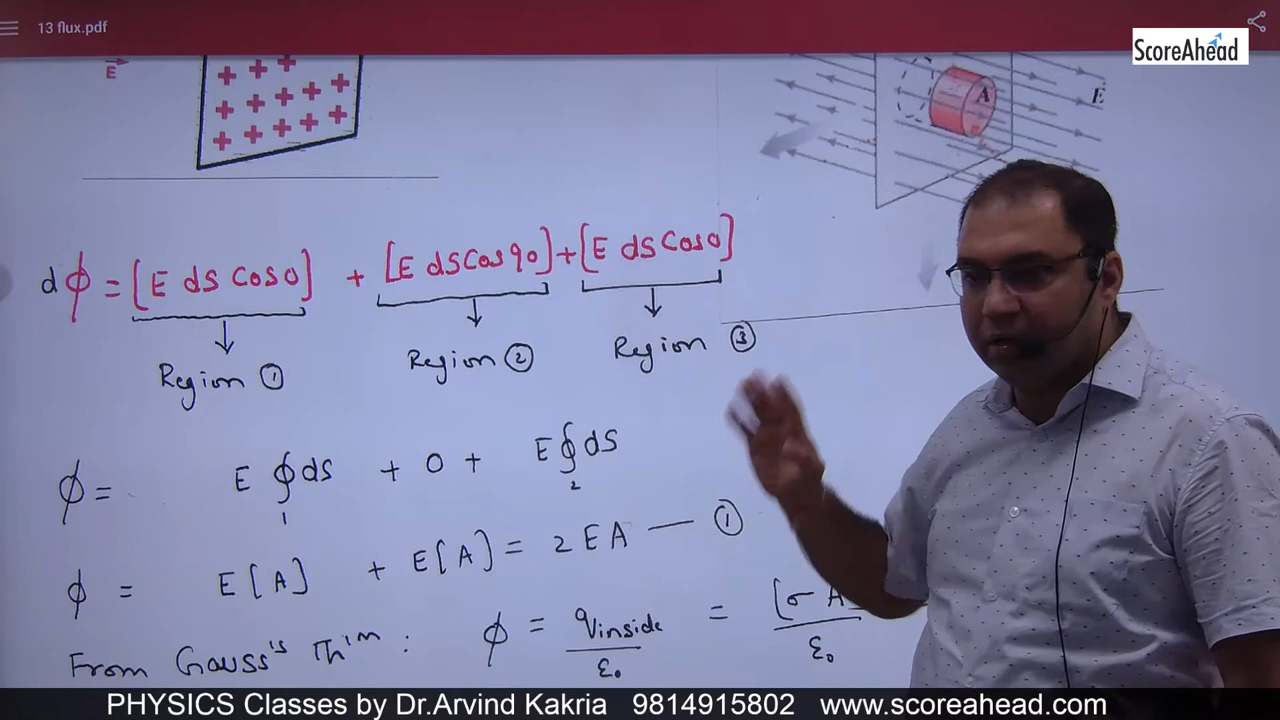 13 flux.pdf
ScoreAhead
E
A
E
dϕ = [E dS Cos0] + [E dS Cos 90] + [E dS Cos0]
Region ① Region ② Region ③
ϕ = E ∮ dS + 0 + E ∮ dS
1 2
ϕ = E[A] + E[A] = 2EA — ①
From Gauss's Th'm : ϕ = qinside / ε₀ = [σ A / ε₀
PHYSICS Classes by Dr.Arvind Kakria 9814915802 www.scoreahead.com